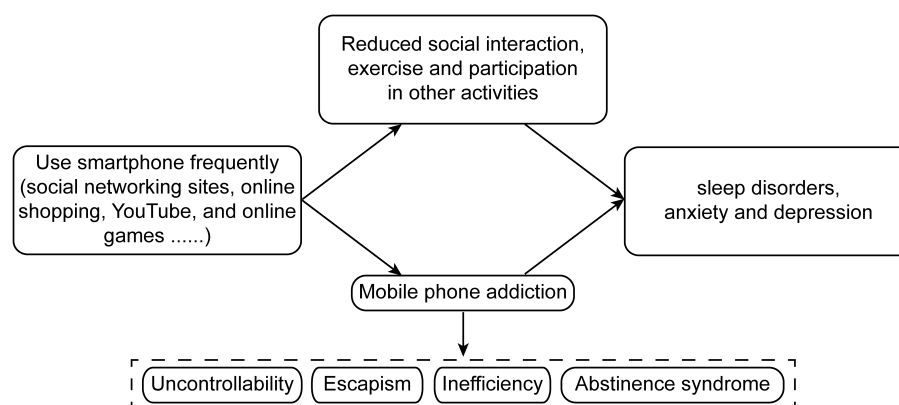 Reduced social interaction,
exercise and participation
in other activities
Use smartphone frequently
(social networking sites, online
shopping, YouTube, and online
games ......)
sleep disorders,
anxiety and depression
Mobile phone addiction
Uncontrollability
Escapism
Inefficiency
Abstinence syndrome